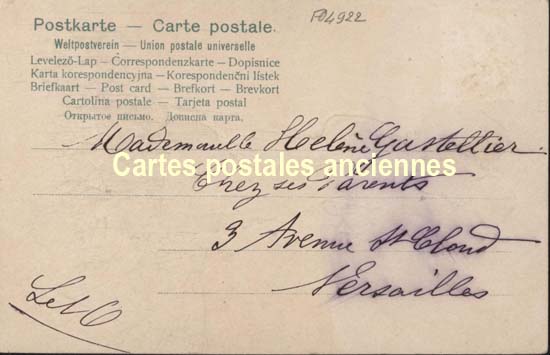 F04922
Postkarte — Carte postale.
Weltpostverein — Union postale universelle
Levelező-Lap — Correspondenzkarte — Dopisnice
Karta korespondencyjna — Korespondenční lístek
Briefkaart — Post card — Brefkort — Brevkort
Cartolina postale — Tarjeta postal
Открытое письмо. Дописна карта.
Mademoiselle Helène Gastellier.
Cartes postales anciennes
Chez ses Parents
3 Avenue St Cloud
Versailles